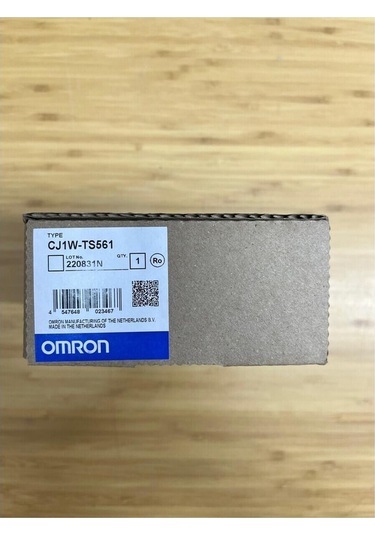 TYPE
CJ1W-TS561
LOT No. QTY.
220831N 1 Ro
4 547648 023467
OMRON MANUFACTURING OF THE NETHERLANDS B.V.
MADE IN THE NETHERLANDS
OMRON